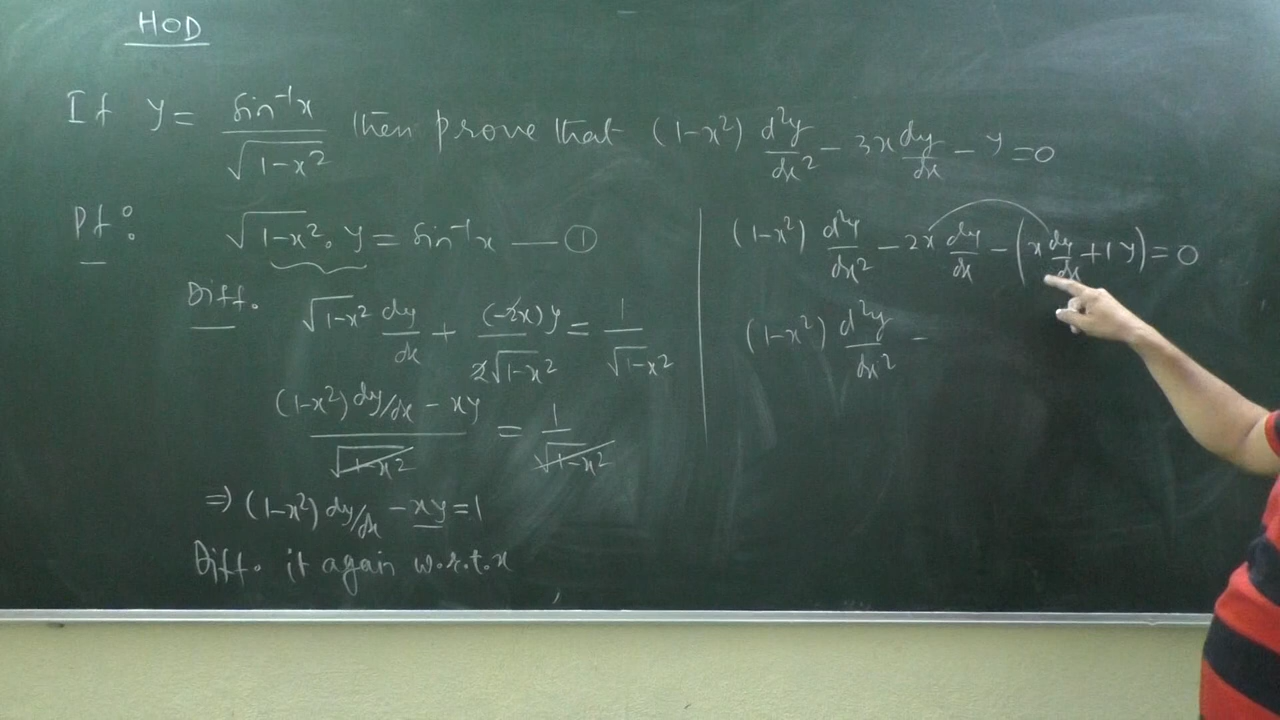 HOD
If y = sin⁻¹x / √(1-x²) then prove that (1-x²) d²y/dx² - 3x dy/dx - y = 0
Pf :
√(1-x²) . y = sin⁻¹x — ①
Diff. √(1-x²) dy/dx + (-2x) y / 2√(1-x²) = 1 / √(1-x²)
(1-x²) dy/dx - xy / √(1-x²) = 1 / √(1-x²)
⇒ (1-x²) dy/dx - xy = 1
Diff. it again w.r.t. x
(1-x²) d²y/dx² - 2x dy/dx - (x dy/dx + 1 y) = 0
(1-x²) d²y/dx² -